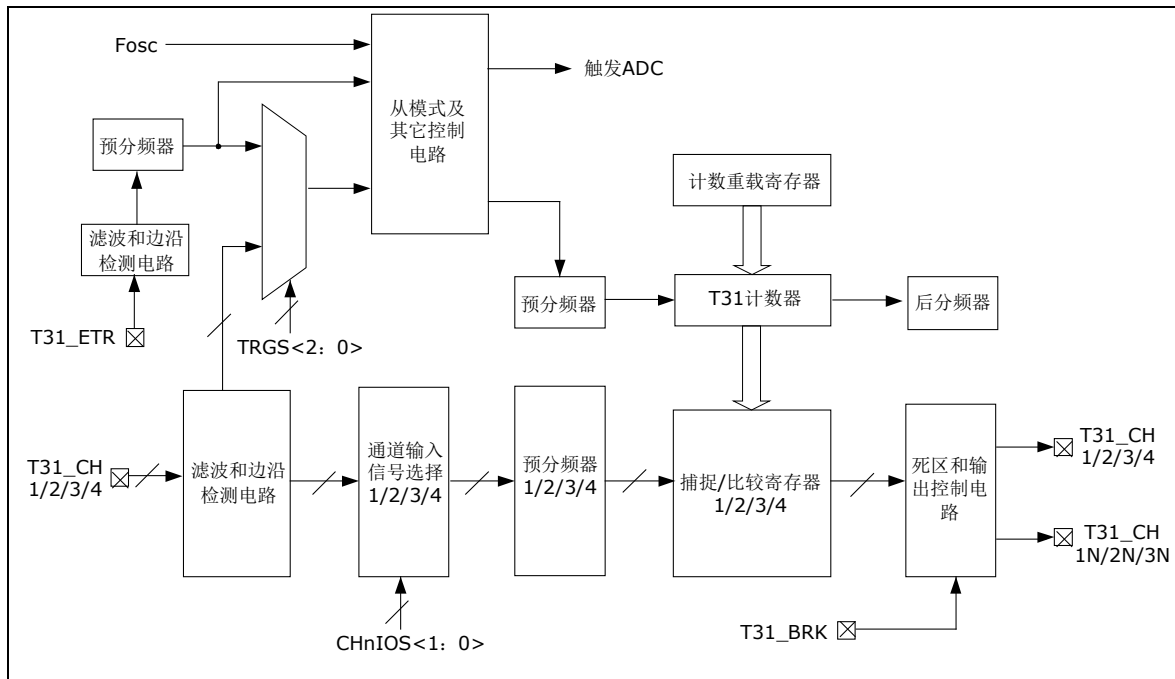 Fosc
触发ADC
从模式及
其它控制
电路
预分频器
计数重载寄存器
滤波和边沿
检测电路
预分频器
T31计数器
后分频器
T31_ETR
TRGS<2：0>
T31_CH
1/2/3/4
滤波和边沿
检测电路
通道输入
信号选择
1/2/3/4
预分频器
1/2/3/4
捕捉/比较寄存器
1/2/3/4
死区和输
出控制电
路
T31_CH
1/2/3/4
T31_CH
1N/2N/3N
CHnIOS<1：0>
T31_BRK